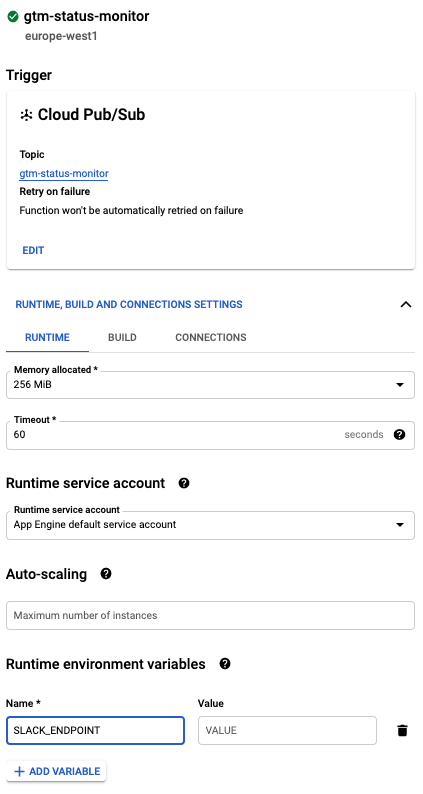 gtm-status-monitor
europe-west1
Trigger
Cloud Pub/Sub
Topic
gtm-status-monitor
Retry on failure
Function won't be automatically retried on failure
EDIT
RUNTIME, BUILD AND CONNECTIONS SETTINGS
RUNTIME BUILD CONNECTIONS
Memory allocated *
256 MiB
Timeout *
60 seconds ?
Runtime service account ?
Runtime service account
App Engine default service account
Auto-scaling ?
Maximum number of instances
Runtime environment variables ?
Name * Value
SLACK_ENDPOINT VALUE
+ ADD VARIABLE